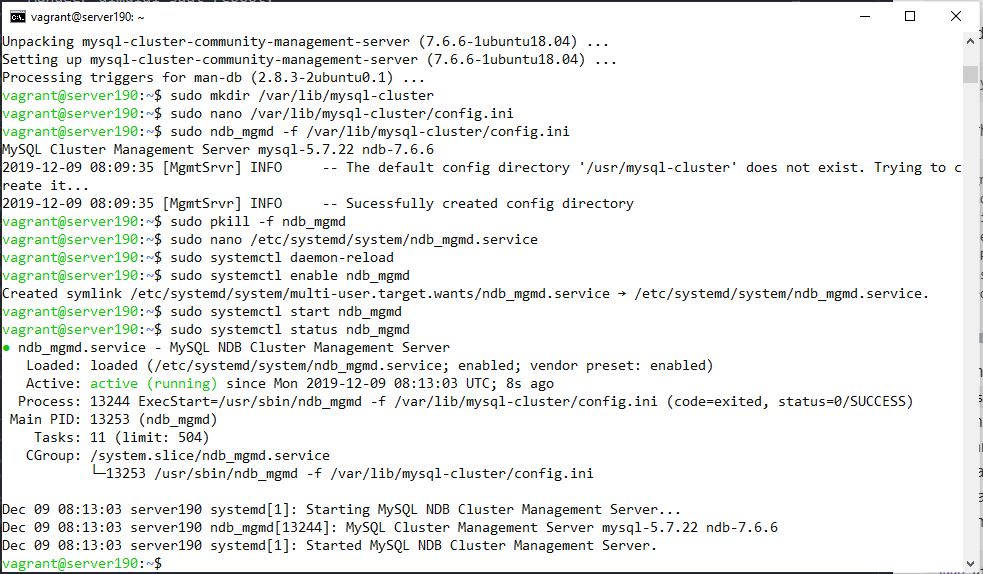 vagrant@server190: ~
Unpacking mysql-cluster-community-management-server (7.6.6-1ubuntu18.04) ...
Setting up mysql-cluster-community-management-server (7.6.6-1ubuntu18.04) ...
Processing triggers for man-db (2.8.3-2ubuntu0.1) ...
vagrant@server190:~$ sudo mkdir /var/lib/mysql-cluster
vagrant@server190:~$ sudo nano /var/lib/mysql-cluster/config.ini
vagrant@server190:~$ sudo ndb_mgmd -f /var/lib/mysql-cluster/config.ini
MySQL Cluster Management Server mysql-5.7.22 ndb-7.6.6
2019-12-09 08:09:35 [MgmtSrvr] INFO     -- The default config directory '/usr/mysql-cluster' does not exist. Trying to c
reate it...
2019-12-09 08:09:35 [MgmtSrvr] INFO     -- Sucessfully created config directory
vagrant@server190:~$ sudo pkill -f ndb_mgmd
vagrant@server190:~$ sudo nano /etc/systemd/system/ndb_mgmd.service
vagrant@server190:~$ sudo systemctl daemon-reload
vagrant@server190:~$ sudo systemctl enable ndb_mgmd
Created symlink /etc/systemd/system/multi-user.target.wants/ndb_mgmd.service → /etc/systemd/system/ndb_mgmd.service.
vagrant@server190:~$ sudo systemctl start ndb_mgmd
vagrant@server190:~$ sudo systemctl status ndb_mgmd
● ndb_mgmd.service - MySQL NDB Cluster Management Server
   Loaded: loaded (/etc/systemd/system/ndb_mgmd.service; enabled; vendor preset: enabled)
   Active: active (running) since Mon 2019-12-09 08:13:03 UTC; 8s ago
  Process: 13244 ExecStart=/usr/sbin/ndb_mgmd -f /var/lib/mysql-cluster/config.ini (code=exited, status=0/SUCCESS)
 Main PID: 13253 (ndb_mgmd)
    Tasks: 11 (limit: 504)
   CGroup: /system.slice/ndb_mgmd.service
           └─13253 /usr/sbin/ndb_mgmd -f /var/lib/mysql-cluster/config.ini
Dec 09 08:13:03 server190 systemd[1]: Starting MySQL NDB Cluster Management Server...
Dec 09 08:13:03 server190 ndb_mgmd[13244]: MySQL Cluster Management Server mysql-5.7.22 ndb-7.6.6
Dec 09 08:13:03 server190 systemd[1]: Started MySQL NDB Cluster Management Server.
vagrant@server190:~$